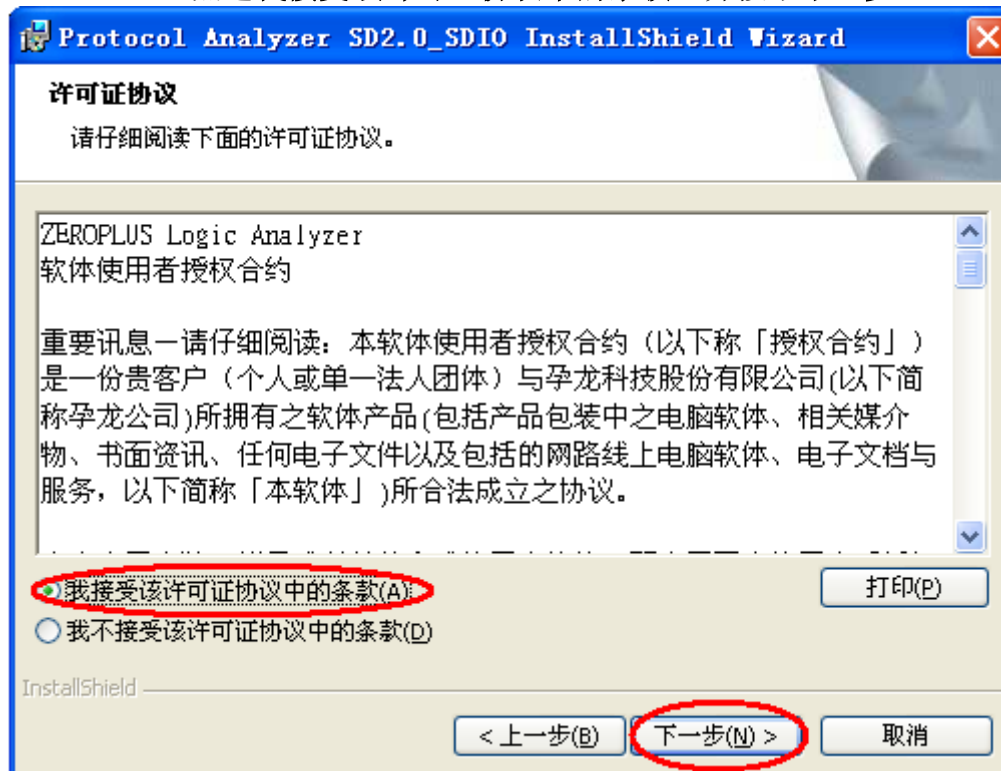 Protocol Analyzer SD2.0_SDIO InstallShield Wizard
许可证协议
请仔细阅读下面的许可证协议。
ZEROPLUS Logic Analyzer
软体使用者授权合约
重要讯息－请仔细阅读：本软体使用者授权合约（以下称「授权合约」）
是一份贵客户（个人或单一法人团体）与孕龙科技股份有限公司(以下简
称孕龙公司)所拥有之软体产品(包括产品包装中之电脑软体、相关媒介
物、书面资讯、任何电子文件以及包括的网路线上电脑软体、电子文档与
服务，以下简称「本软体」)所合法成立之协议。
我接受该许可证协议中的条款(A)
打印(P)
我不接受该许可证协议中的条款(D)
InstallShield
< 上一步(B)
下一步(N) >
取消